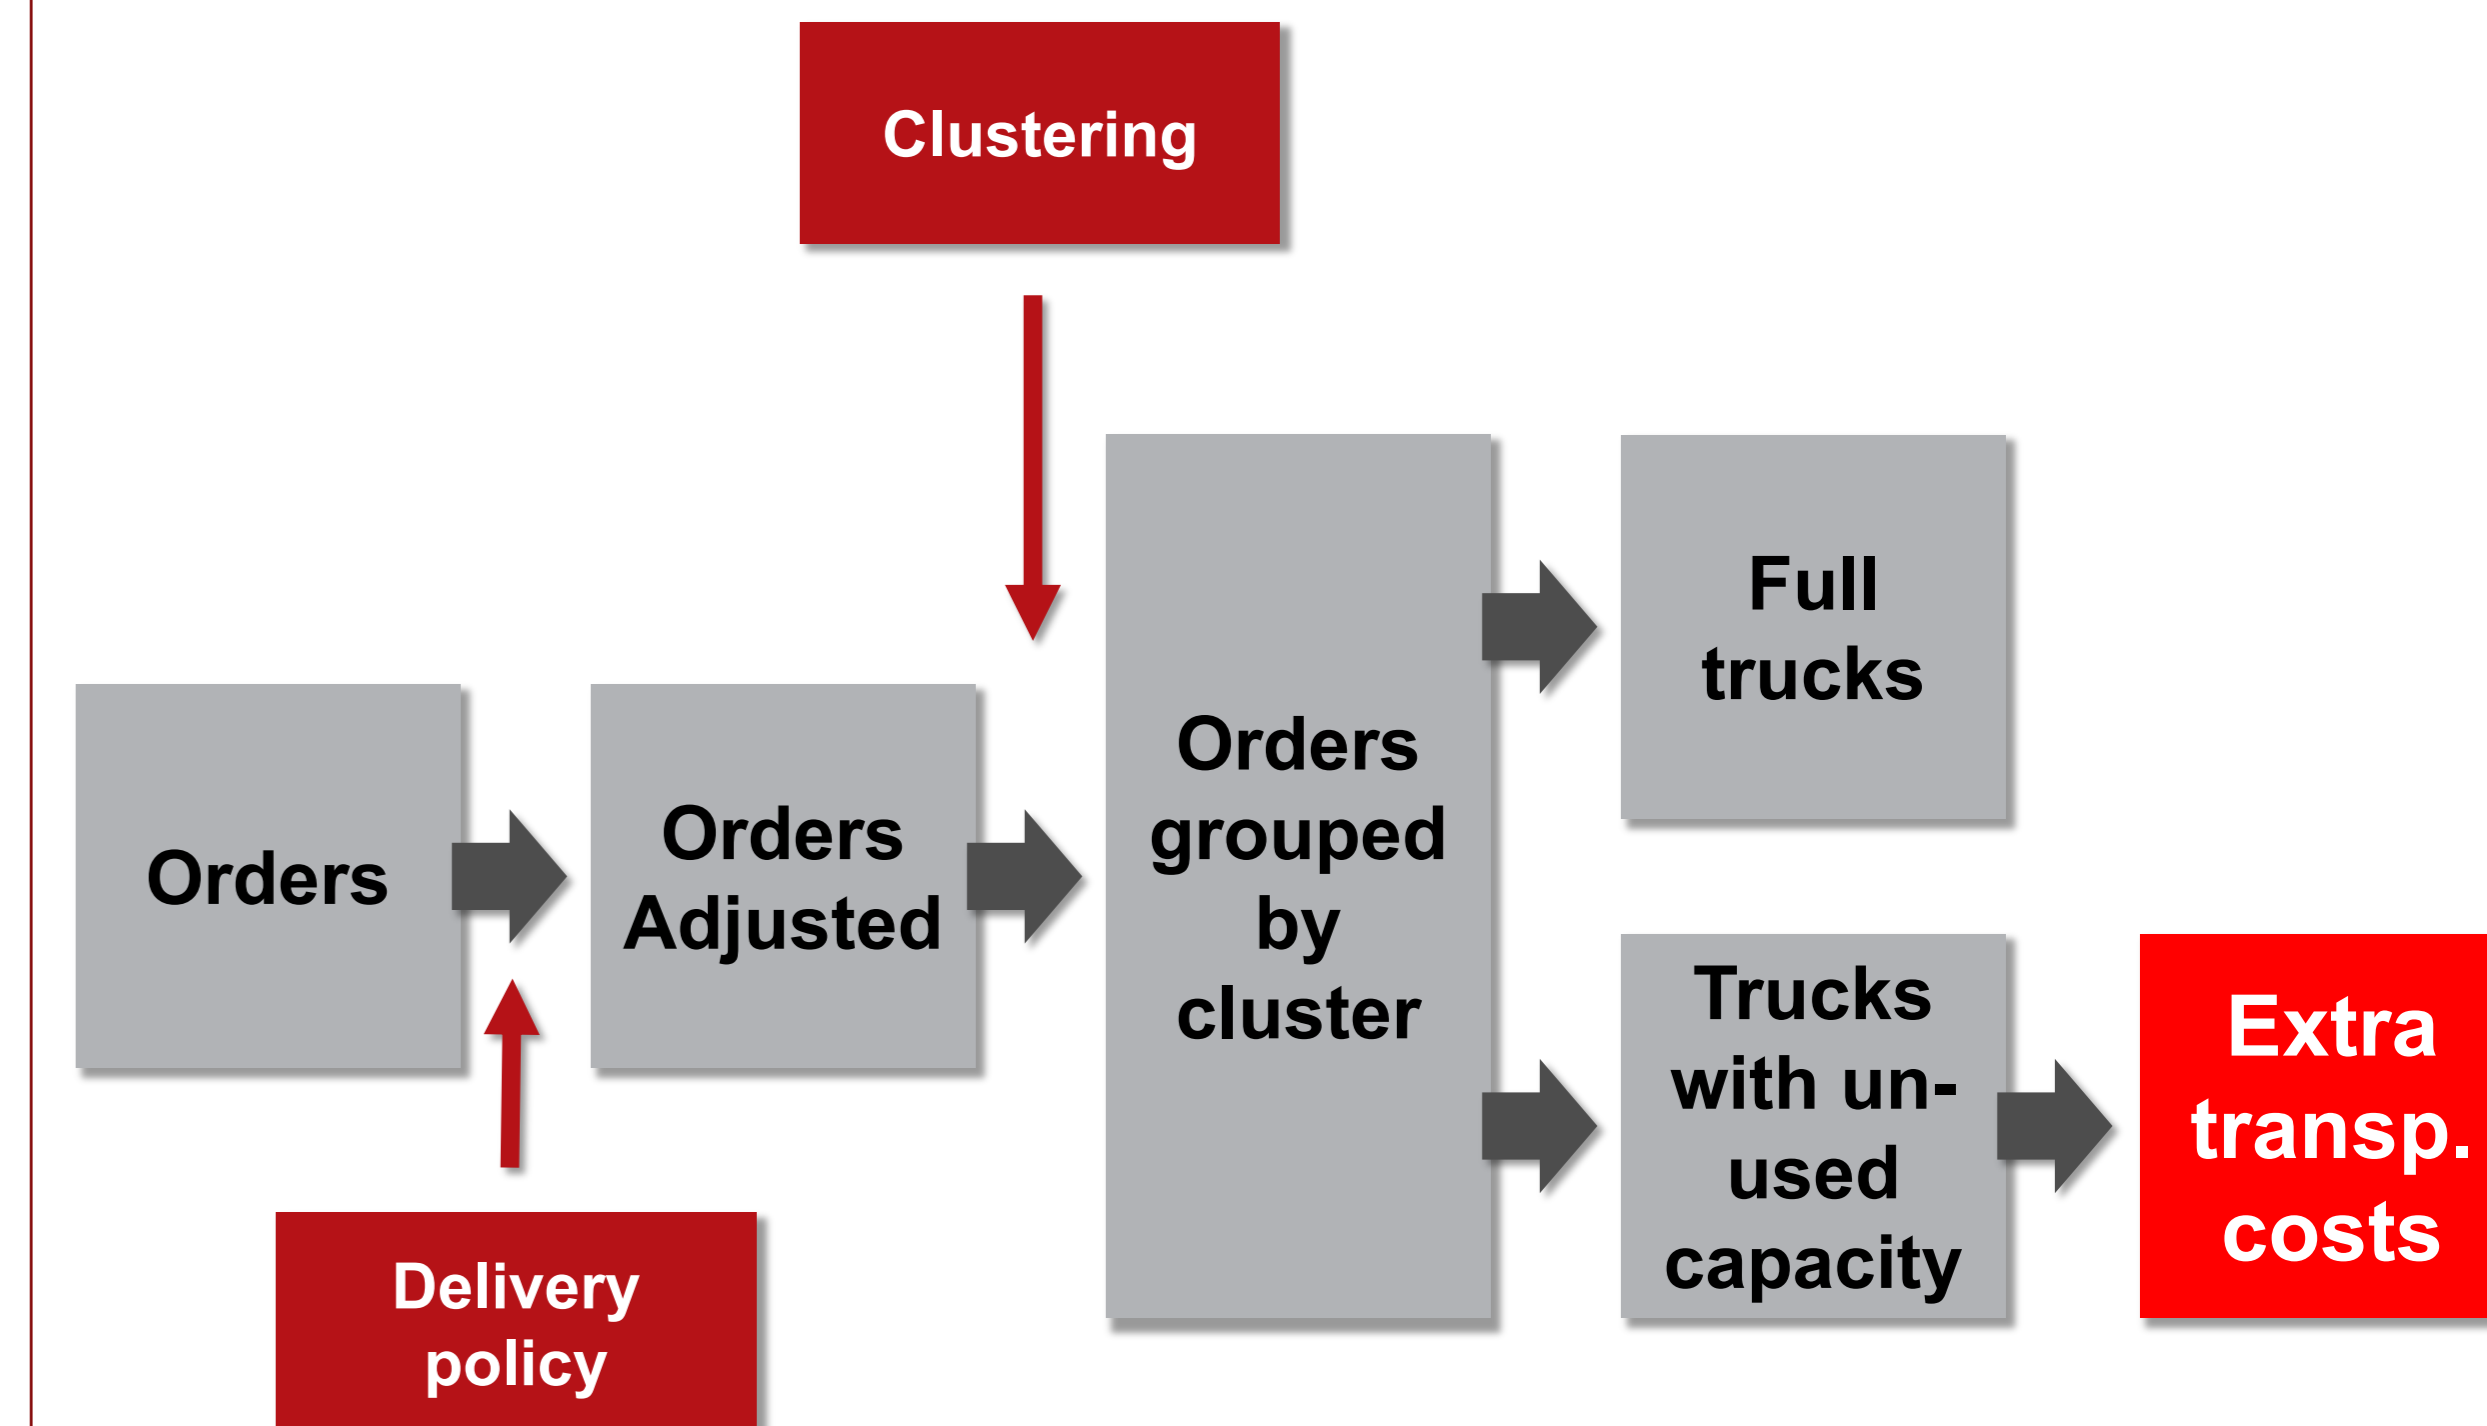 Clustering
Orders
Orders
Adjusted
Orders
grouped
by
cluster
Full
trucks
Trucks
with un-
used
capacity
Extra
transp.
costs
Delivery
policy